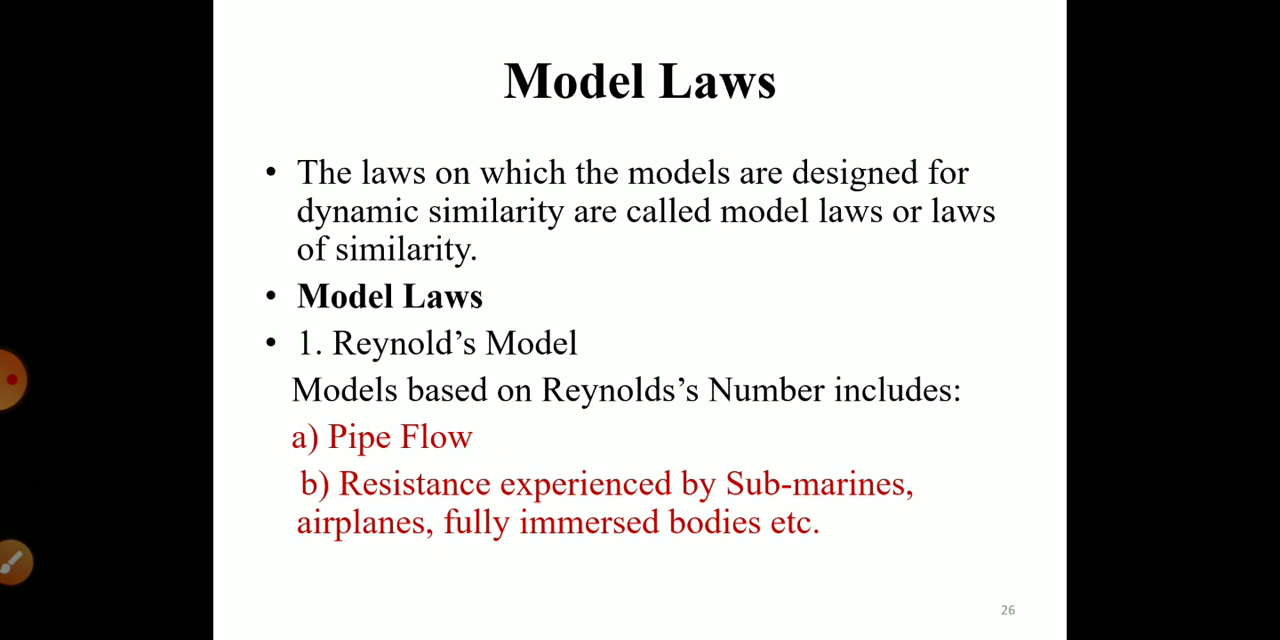 Model Laws
• The laws on which the models are designed for
dynamic similarity are called model laws or laws
of similarity.
• Model Laws
• 1. Reynold’s Model
Models based on Reynolds’s Number includes:
a) Pipe Flow
b) Resistance experienced by Sub-marines,
airplanes, fully immersed bodies etc.
26